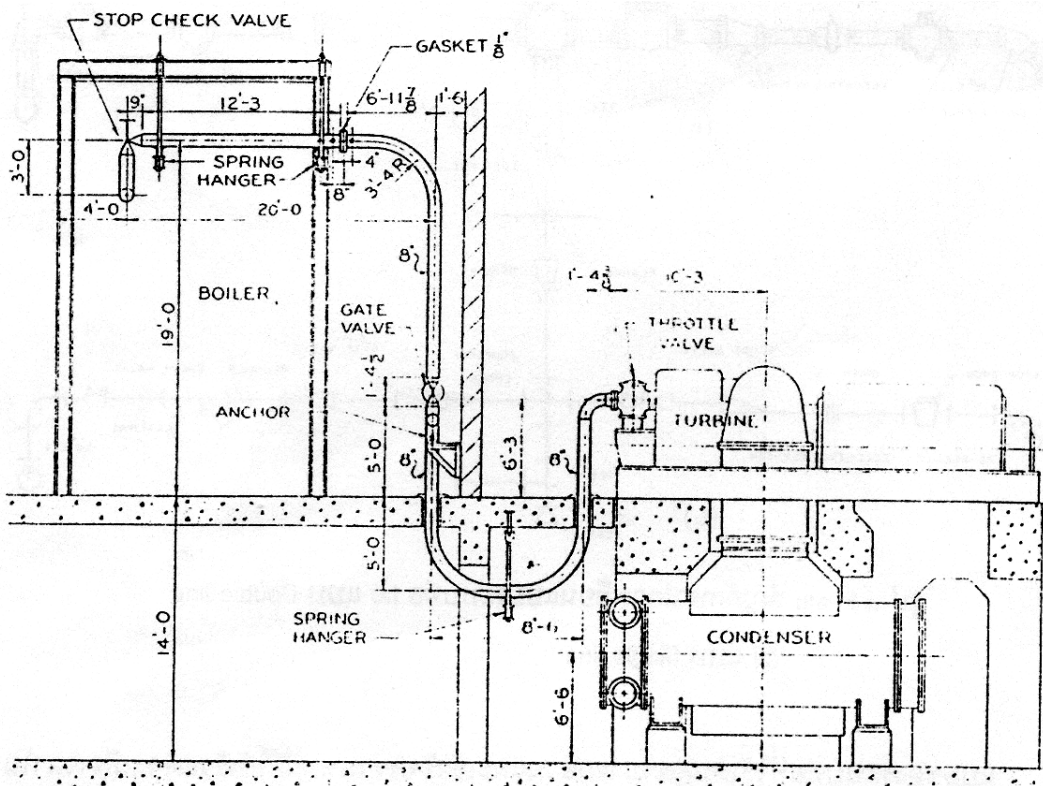 STOP CHECK VALVE
GASKET 1/8"
19"
12'-3
6'-11 7/8
1'-6
3'-0
SPRING
HANGER
4"
8"
3'-4 R
4'-0
20'-0
8"
BOILER
19'-0
GATE
VALVE
1'-4 3/8
10'-3
THROTTLE
VALVE
ANCHOR
5'-0
8"
6'-3
8"
TURBINE
5'-0
SPRING
HANGER
8'-6
14'-0
CONDENSER
6'-6